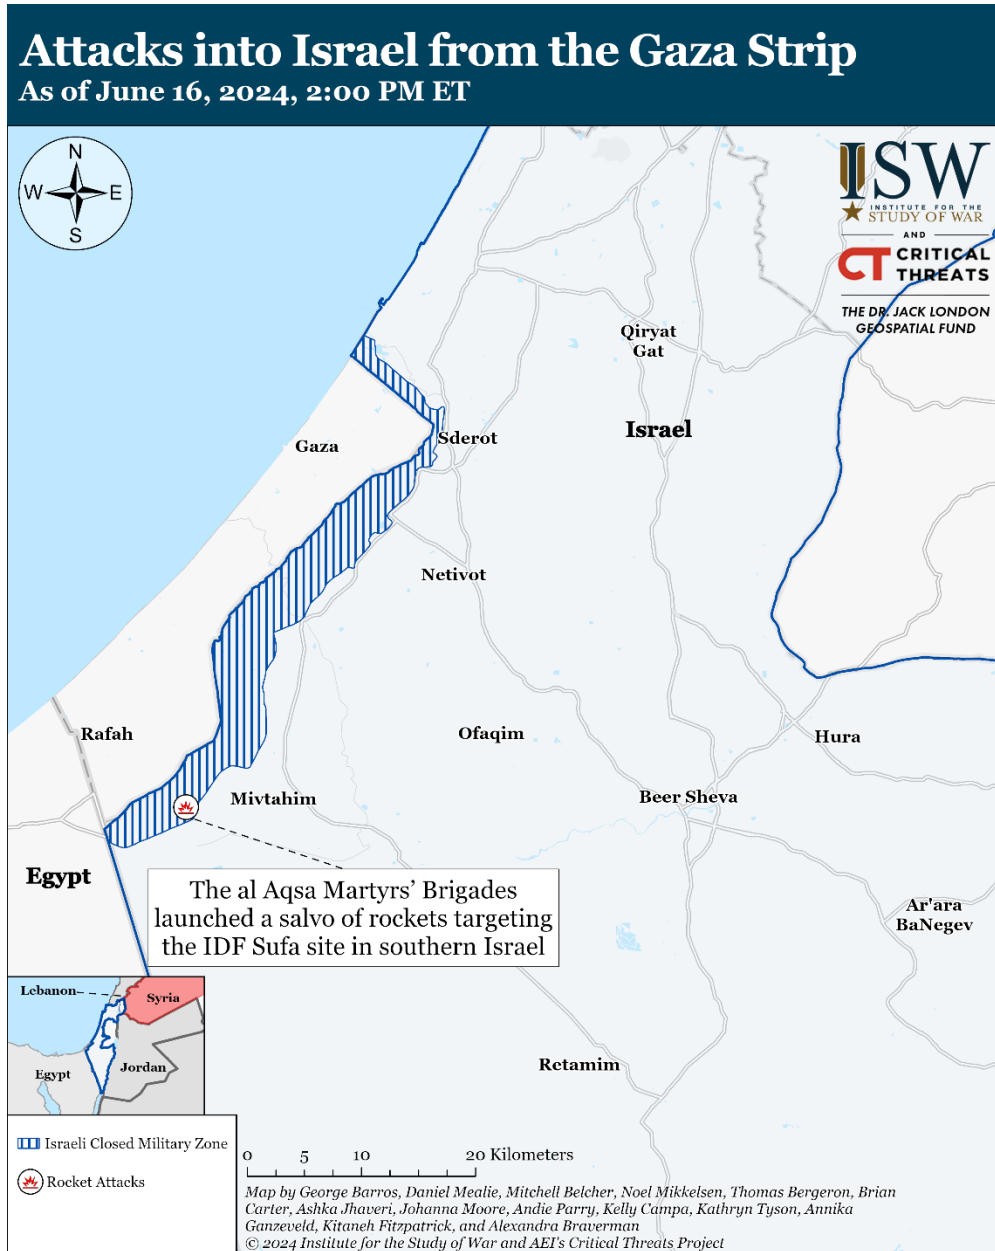 Attacks into Israel from the Gaza Strip
As of June 16, 2024, 2:00 PM ET
N
W E
S
ISW
INSTITUTE FOR THE
STUDY OF WAR
AND
CT CRITICAL
THREATS
THE DR. JACK LONDON
GEOSPATIAL FUND
Qiryat
Gat
Israel
Gaza
Sderot
Netivot
Rafah
Ofaqim
Hura
Mivtahim
Beer Sheva
Egypt
The al Aqsa Martyrs' Brigades
launched a salvo of rockets targeting
the IDF Sufa site in southern Israel
Ar'ara
BaNegev
Lebanon
Syria
Egypt
Jordan
Retamim
Israeli Closed Military Zone
Rocket Attacks
0 5 10 20 Kilometers
Map by George Barros, Daniel Mealie, Mitchell Belcher, Noel Mikkelsen, Thomas Bergeron, Brian
Carter, Ashka Jhaveri, Johanna Moore, Andie Parry, Kelly Campa, Kathryn Tyson, Annika
Ganzeveld, Kitaneh Fitzpatrick, and Alexandra Braverman
© 2024 Institute for the Study of War and AEI's Critical Threats Project